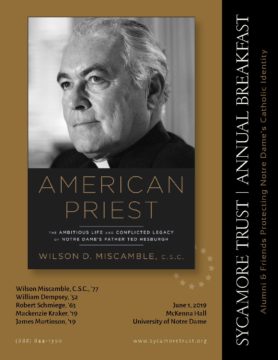 AMERICAN
PRIEST
THE AMBITIOUS LIFE AND CONFLICTED LEGACY
OF NOTRE DAME'S FATHER TED HESBURGH
WILSON D. MISCAMBLE, C.S.C.
Wilson Miscamble, C.S.C., '77
William Dempsey, '52
Robert Schmiege, '63
Mackenzie Kraker, '19
James Martinson, '19
June 1, 2019
McKenna Hall
University of Notre Dame
www.sycamoretrust.org
SYCAMORE TRUST | ANNUAL BREAKFAST
Alumni & Friends Protecting Notre Dame's Catholic Identity